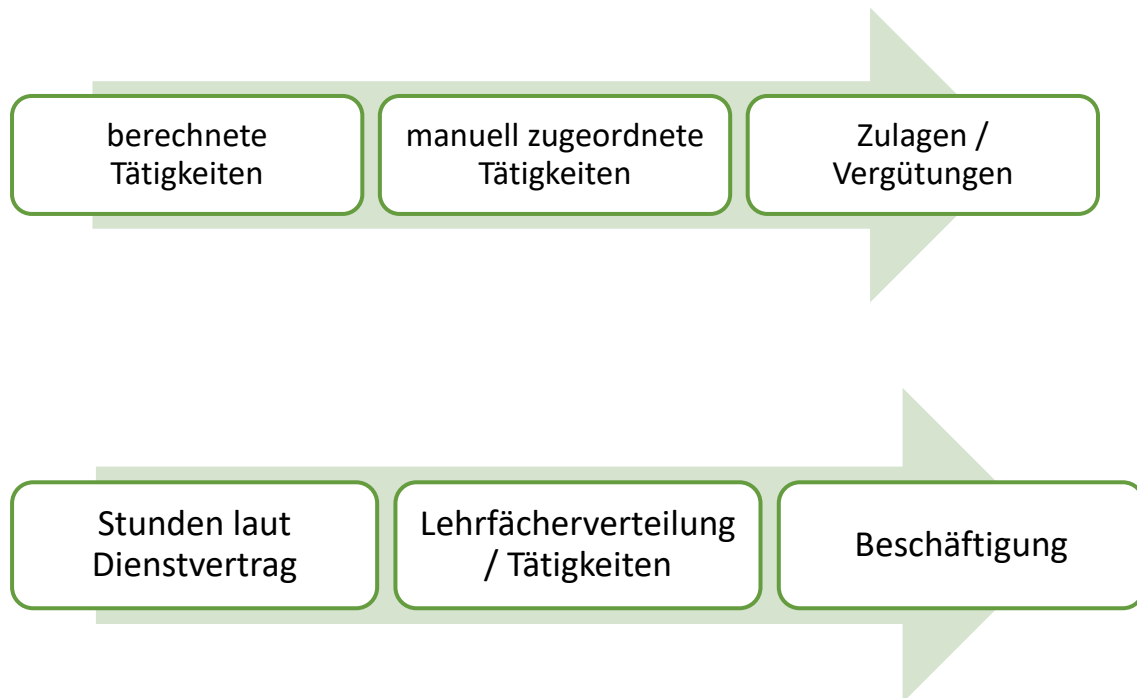 berechnete
Tätigkeiten
manuell zugeordnete
Tätigkeiten
Zulagen /
Vergütungen
Stunden laut
Dienstvertrag
Lehrfächerverteilung
/ Tätigkeiten
Beschäftigung